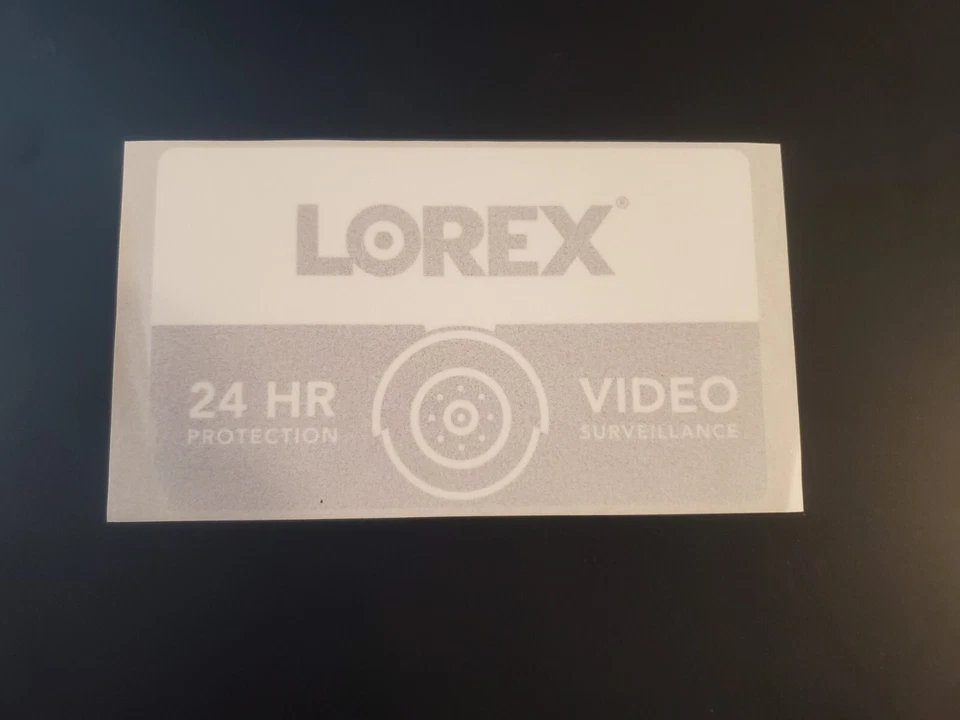 LOREX®
24 HR
PROTECTION
VIDEO
SURVEILLANCE